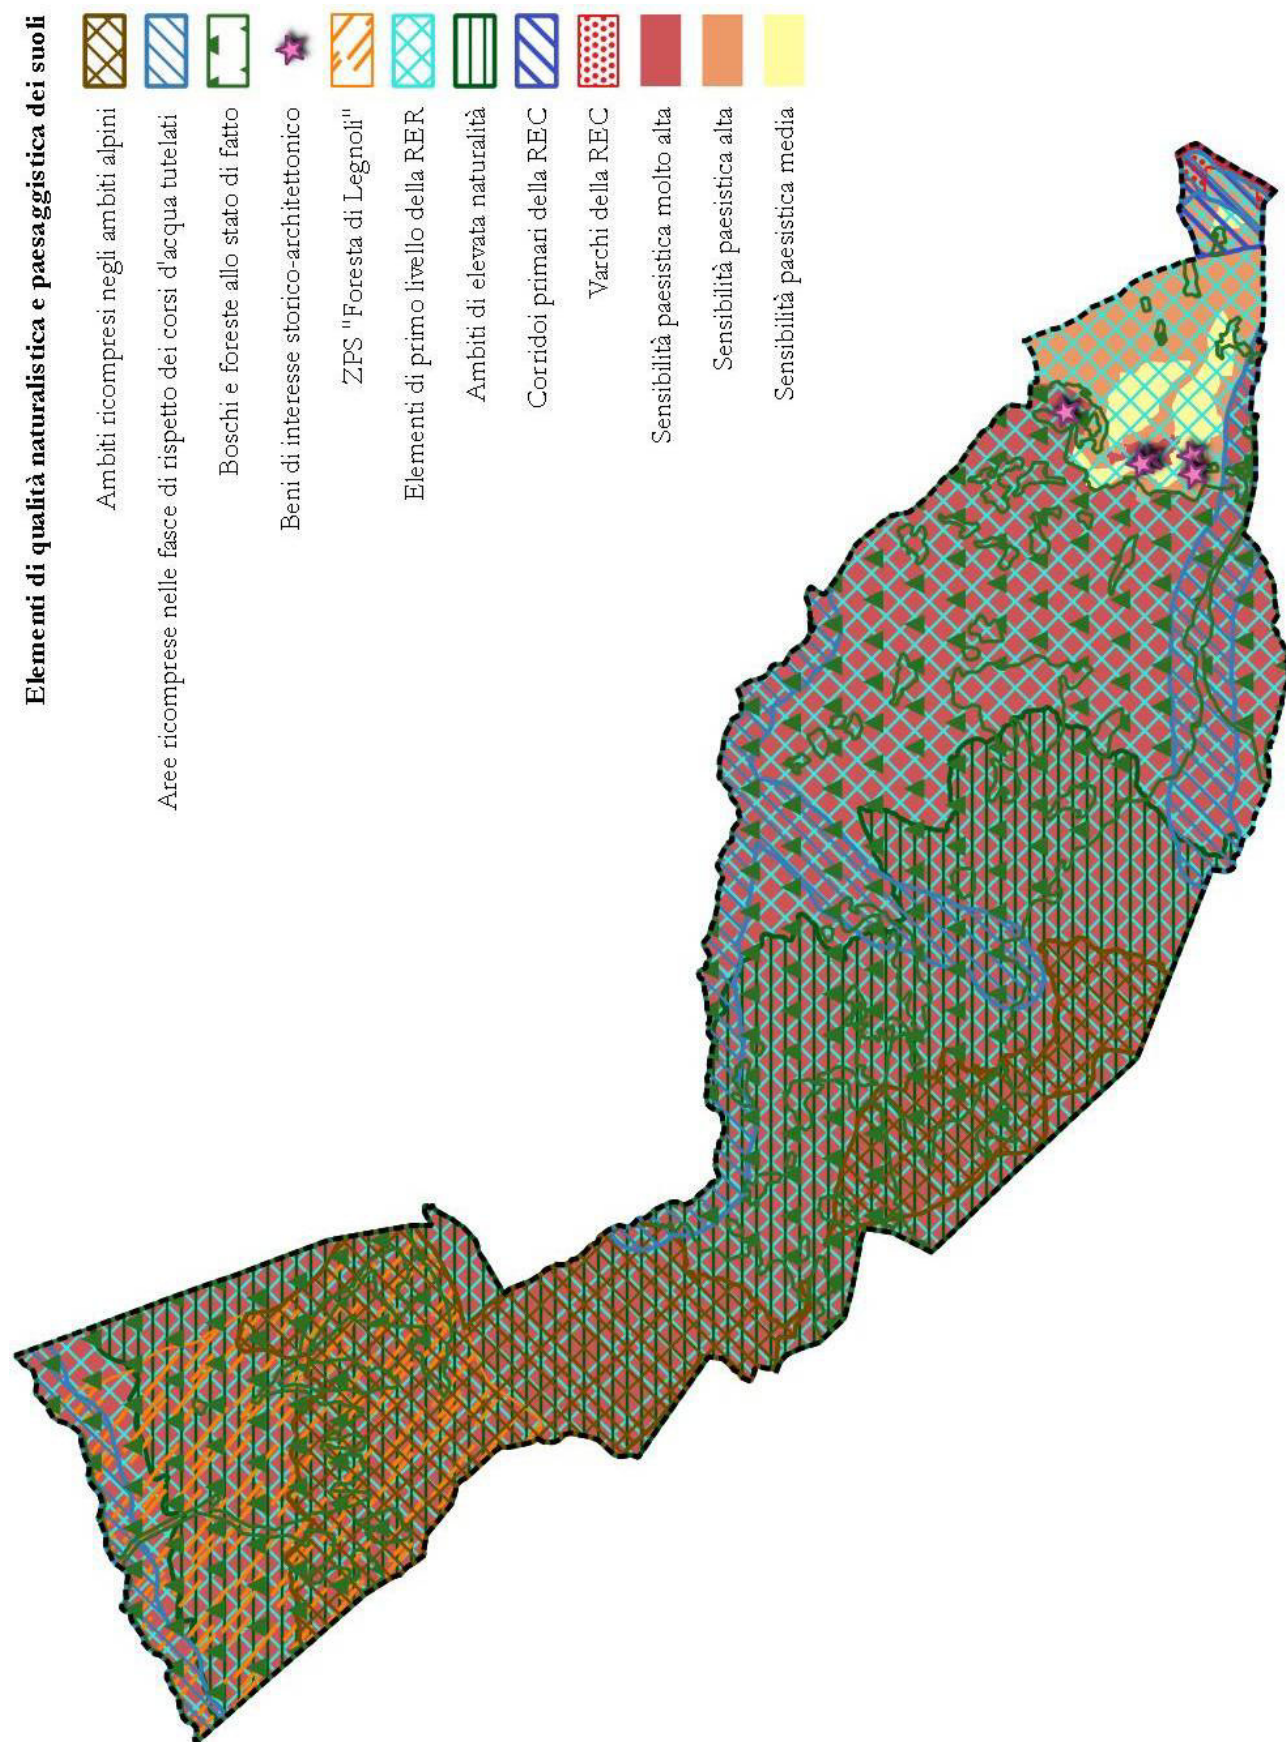 Elementi di qualità naturalistica e paesaggistica dei suoli
Ambiti ricompresi negli ambiti alpini
Aree ricomprese nelle fasce di rispetto dei corsi d'acqua tutelati
Boschi e foreste allo stato di fatto
Beni di interesse storico-architettonico
ZPS "Foresta di Legnoli"
Elementi di primo livello della RER
Ambiti di elevata naturalità
Corridoi primari della REC
Varchi della REC
Sensibilità paesistica molto alta
Sensibilità paesistica alta
Sensibilità paesistica media